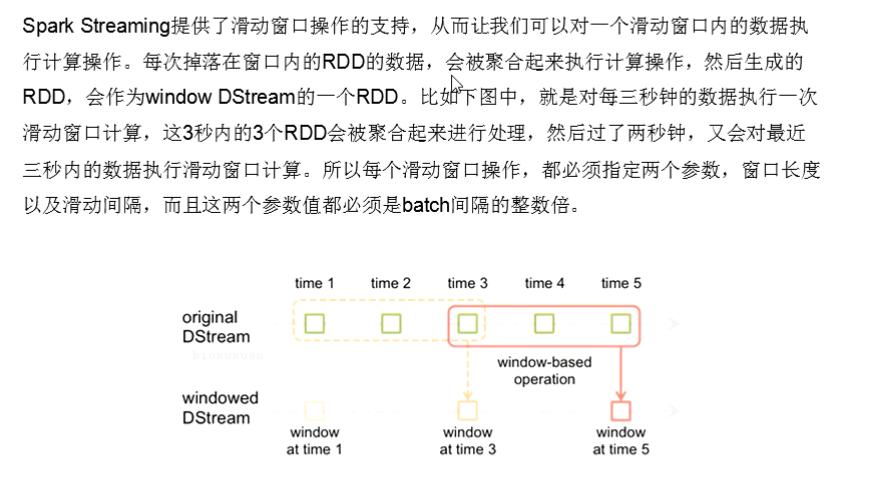 Spark Streaming提供了滑动窗口操作的支持，从而让我们可以对一个滑动窗口内的数据执
行计算操作。每次掉落在窗口内的RDD的数据，会被聚合起来执行计算操作，然后生成的
RDD，会作为window DStream的一个RDD。比如下图中，就是对每三秒钟的数据执行一次
滑动窗口计算，这3秒内的3个RDD会被聚合起来进行处理，然后过了两秒钟，又会对最近
三秒内的数据执行滑动窗口计算。所以每个滑动窗口操作，都必须指定两个参数，窗口长度
以及滑动间隔，而且这两个参数值都必须是batch间隔的整数倍。
time 1 time 2 time 3 time 4 time 5
original
DStream
window-based
operation
windowed
DStream
window
at time 1
window
at time 3
window
at time 5